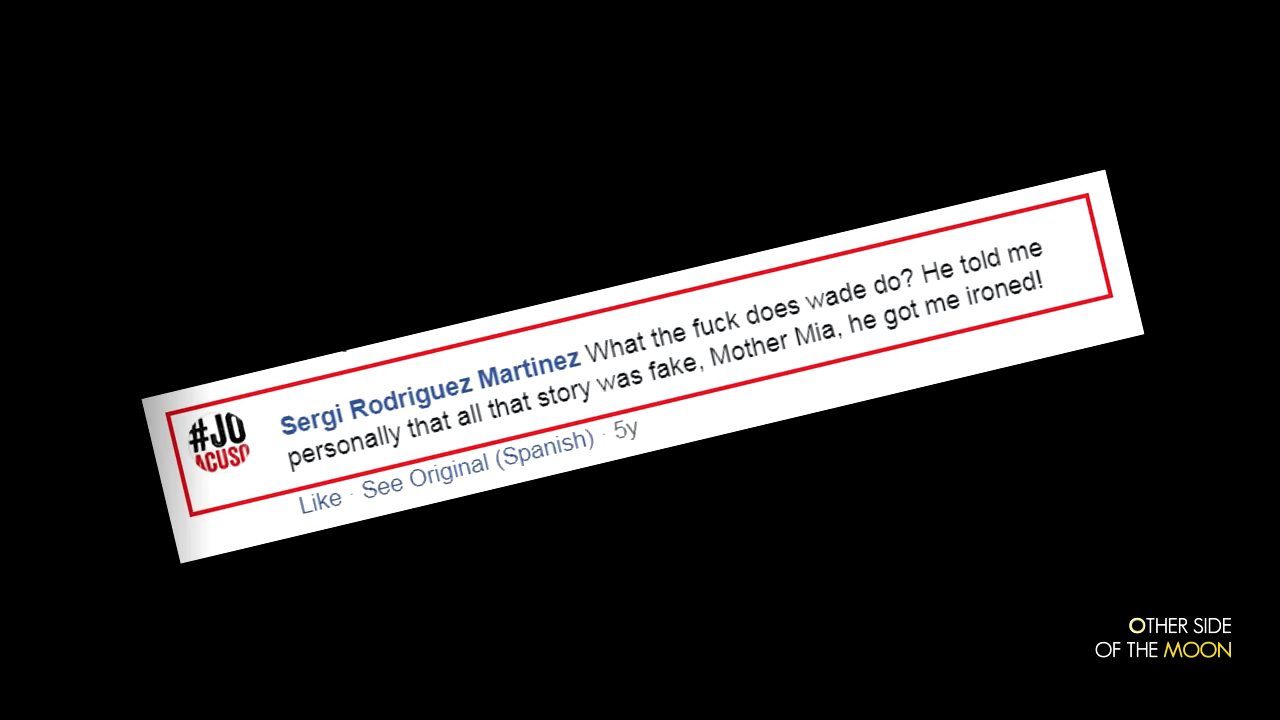 #JO
ACUSO
Sergi Rodriguez Martinez What the fuck does wade do? He told me
personally that all that story was fake, Mother Mia, he got me ironed!
Like · See Original (Spanish) · 5y
OTHER SIDE
OF THE MOON